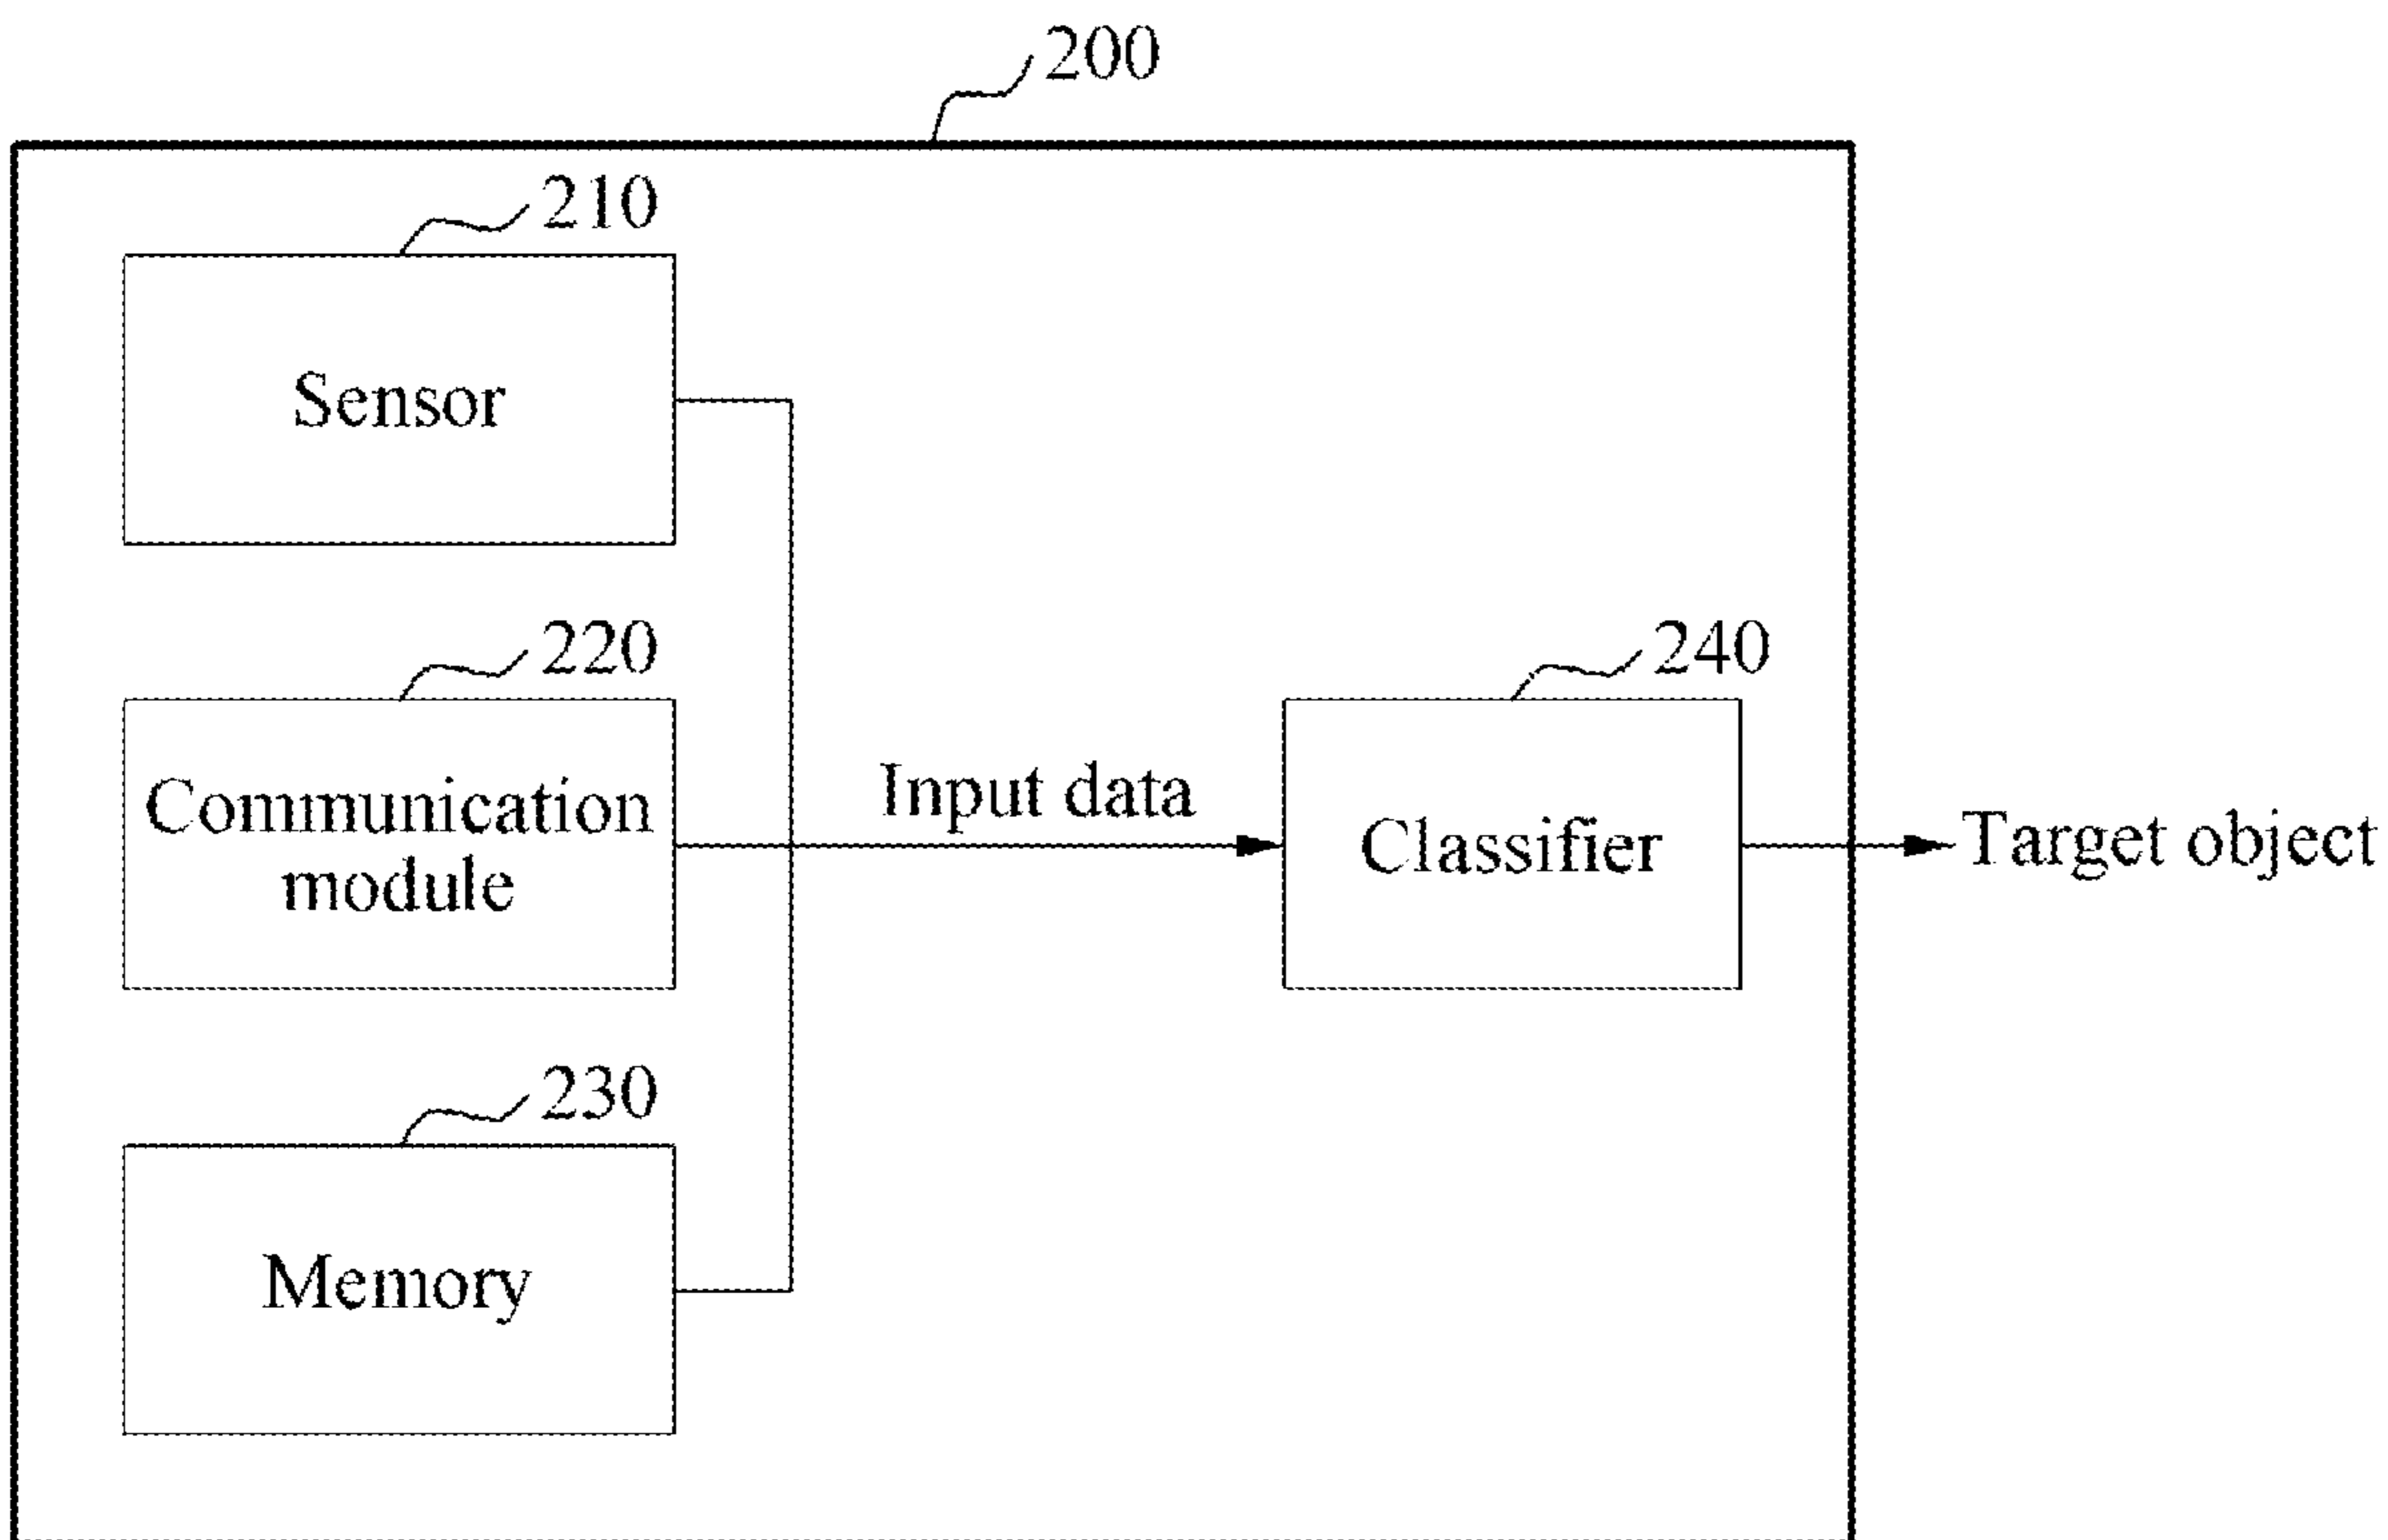 200
210
Sensor
220
Communication
module
230
Memory
Input data
240
Classifier
Target object